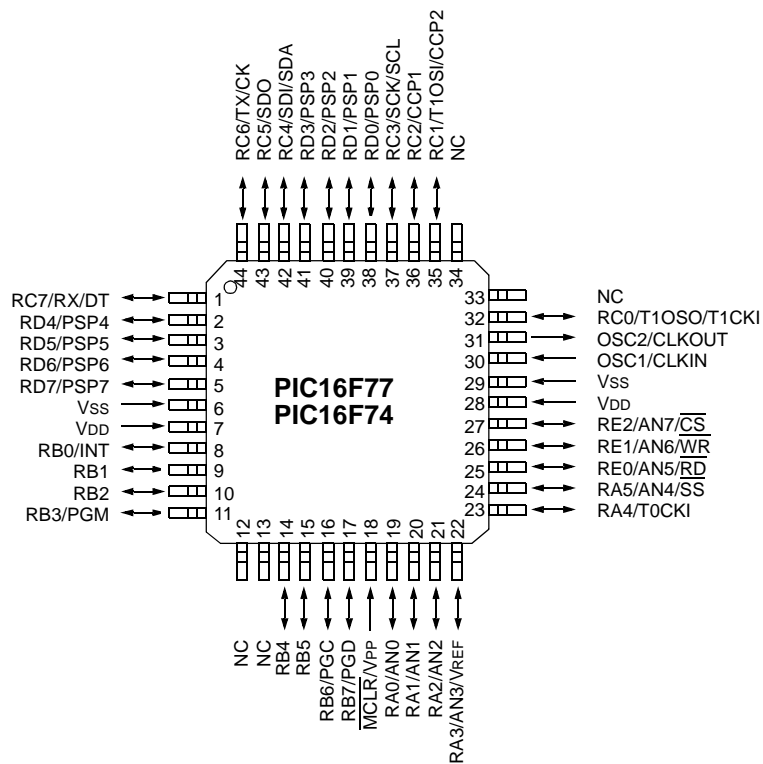 RC6/TX/CK
RC5/SDO
RC4/SDI/SDA
RD3/PSP3
RD2/PSP2
RD1/PSP1
RD0/PSP0
RC3/SCK/SCL
RC2/CCP1
RC1/T1OSI/CCP2
NC
44
43
42
41
40
39
38
37
36
35
34
RC7/RX/DT 1
RD4/PSP4 2
RD5/PSP5 3
RD6/PSP6 4
RD7/PSP7 5
VSS 6
VDD 7
RB0/INT 8
RB1 9
RB2 10
RB3/PGM 11
PIC16F77
PIC16F74
33 NC
32 RC0/T1OSO/T1CKI
31 OSC2/CLKOUT
30 OSC1/CLKIN
29 VSS
28 VDD
27 RE2/AN7/C̅S̅
26 RE1/AN6/W̅R̅
25 RE0/AN5/R̅D̅
24 RA5/AN4/S̅S̅
23 RA4/T0CKI
12
13
14
15
16
17
18
19
20
21
22
NC
NC
RB4
RB5
RB6/PGC
RB7/PGD
M̅C̅L̅R̅/VPP
RA0/AN0
RA1/AN1
RA2/AN2
RA3/AN3/VREF